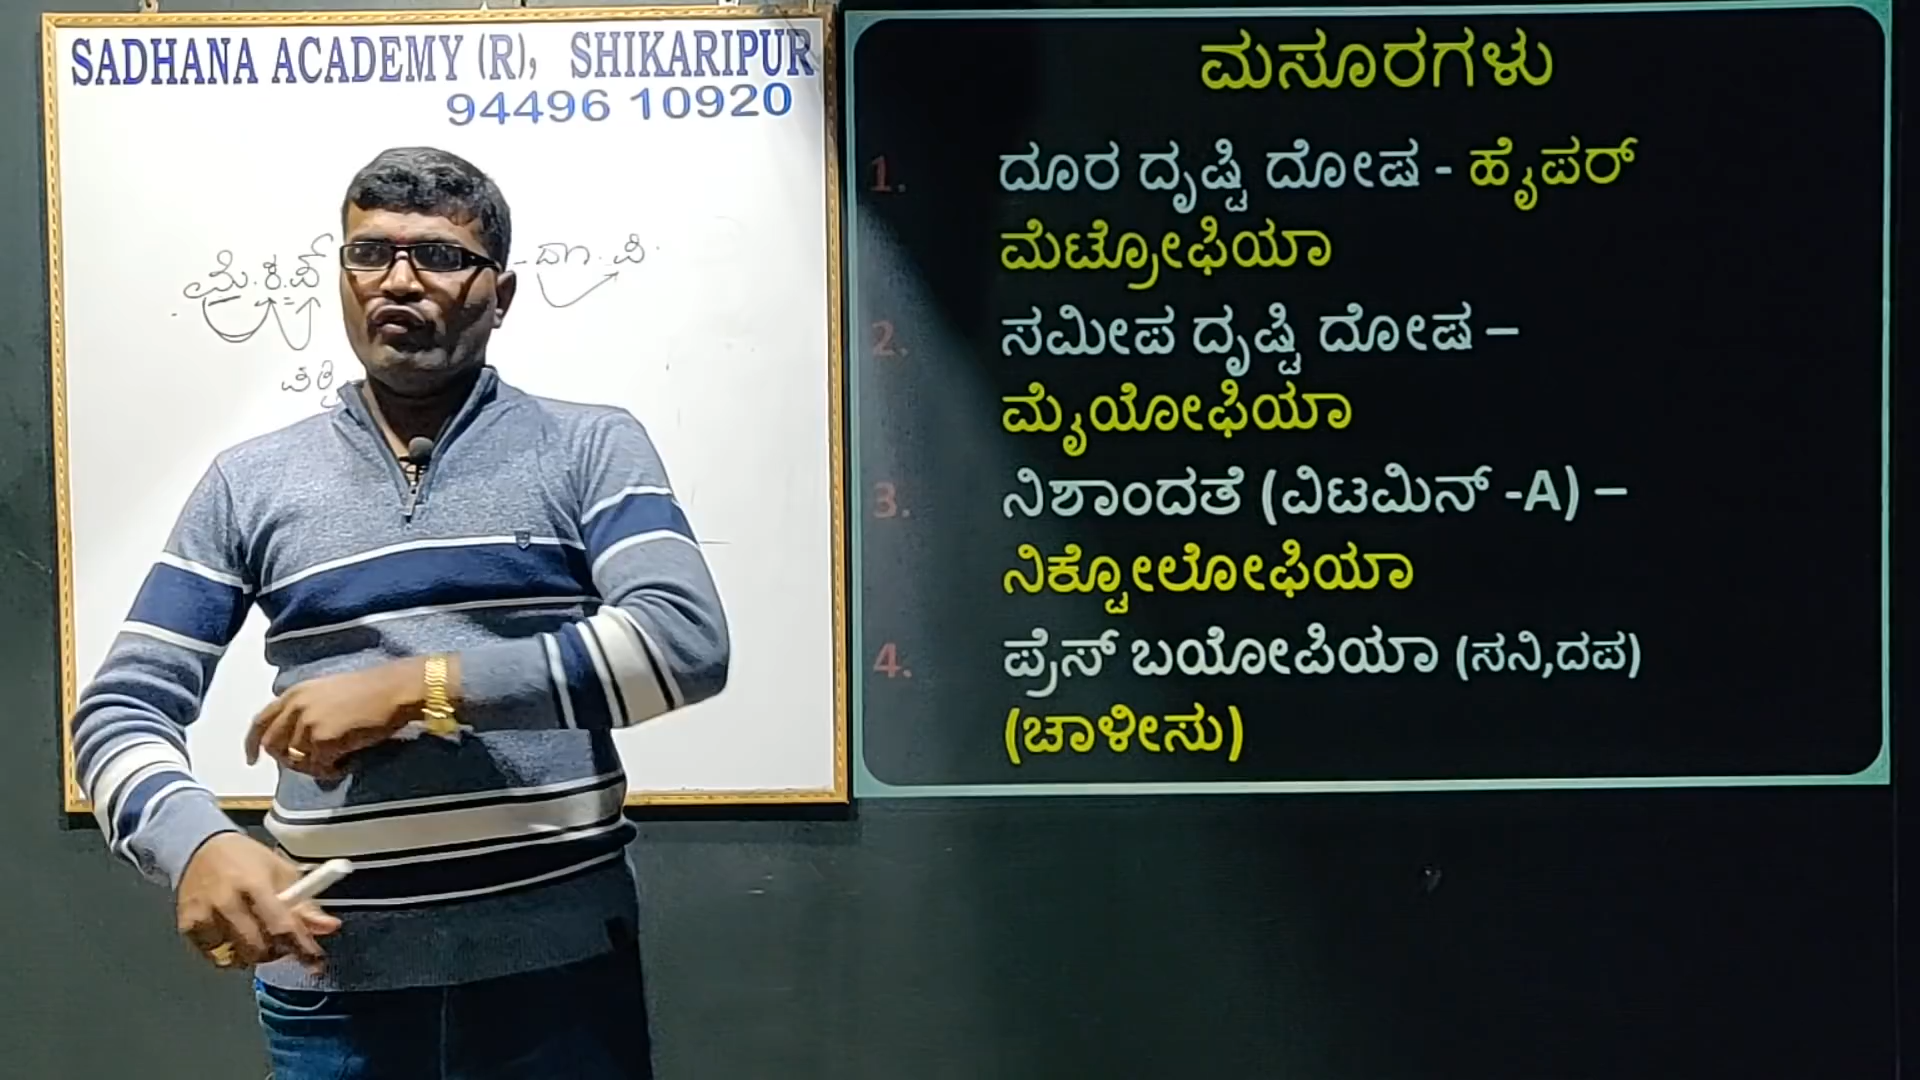 SADHANA ACADEMY (R), SHIKARIPUR
94496 10920
ಮಸೂರಗಳು
1. ದೂರ ದೃಷ್ಟಿ ದೋಷ - ಹೈಪರ್
ಮೆಟ್ರೋಫಿಯಾ
2. ಸಮೀಪ ದೃಷ್ಟಿ ದೋಷ –
ಮೈಯೋಫಿಯಾ
3. ನಿಶಾಂದತೆ (ವಿಟಮಿನ್ -A) –
ನಿಕ್ಟೋಲೋಫಿಯಾ
4. ಪ್ರೆಸ್ ಬಯೋಪಿಯಾ (ಸನಿ,ದಪ)
(ಚಾಳೀಸು)